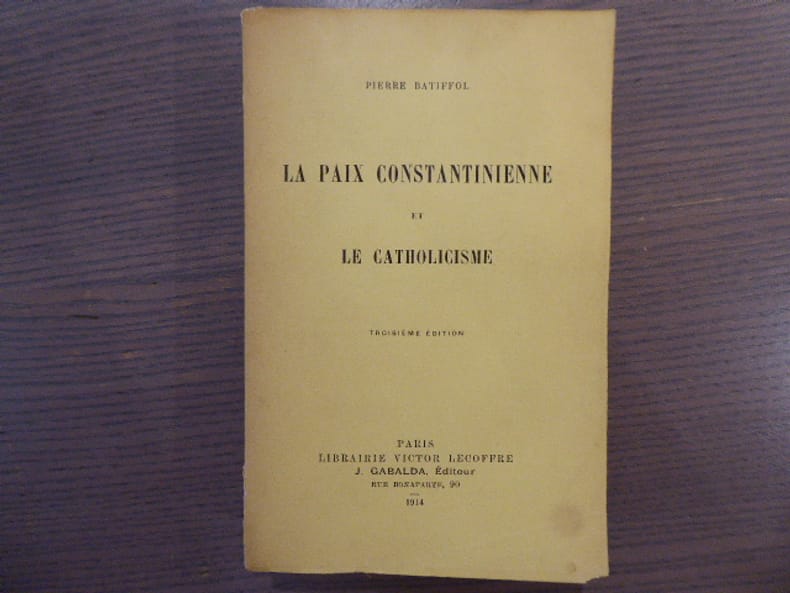 PIERRE BATIFFOL
LA PAIX CONSTANTINIENNE
ET
LE CATHOLICISME
TROISIÈME ÉDITION
PARIS
LIBRAIRIE VICTOR LECOFFRE
J. GABALDA, Éditeur
RUE BONAPARTE, 90
1914